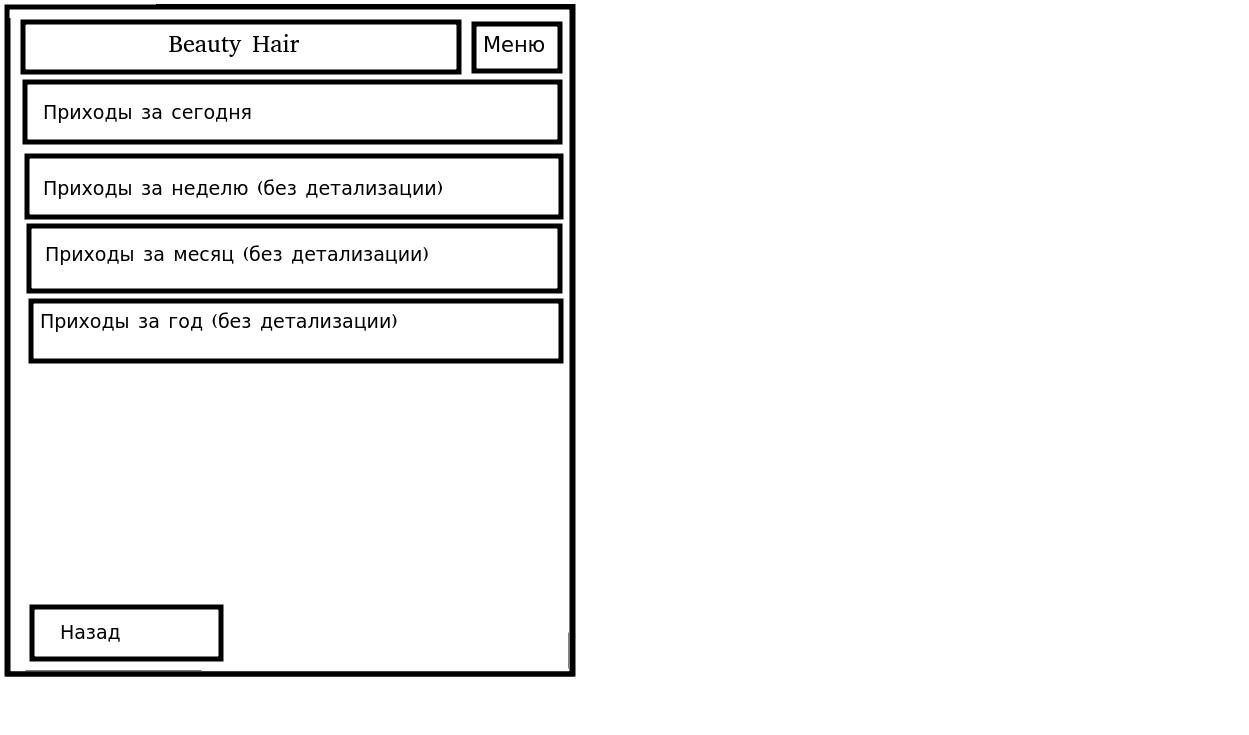 Beauty Hair
Меню
Приходы за сегодня
Приходы за неделю (без детализации)
Приходы за месяц (без детализации)
Приходы за год (без детализации)
Назад